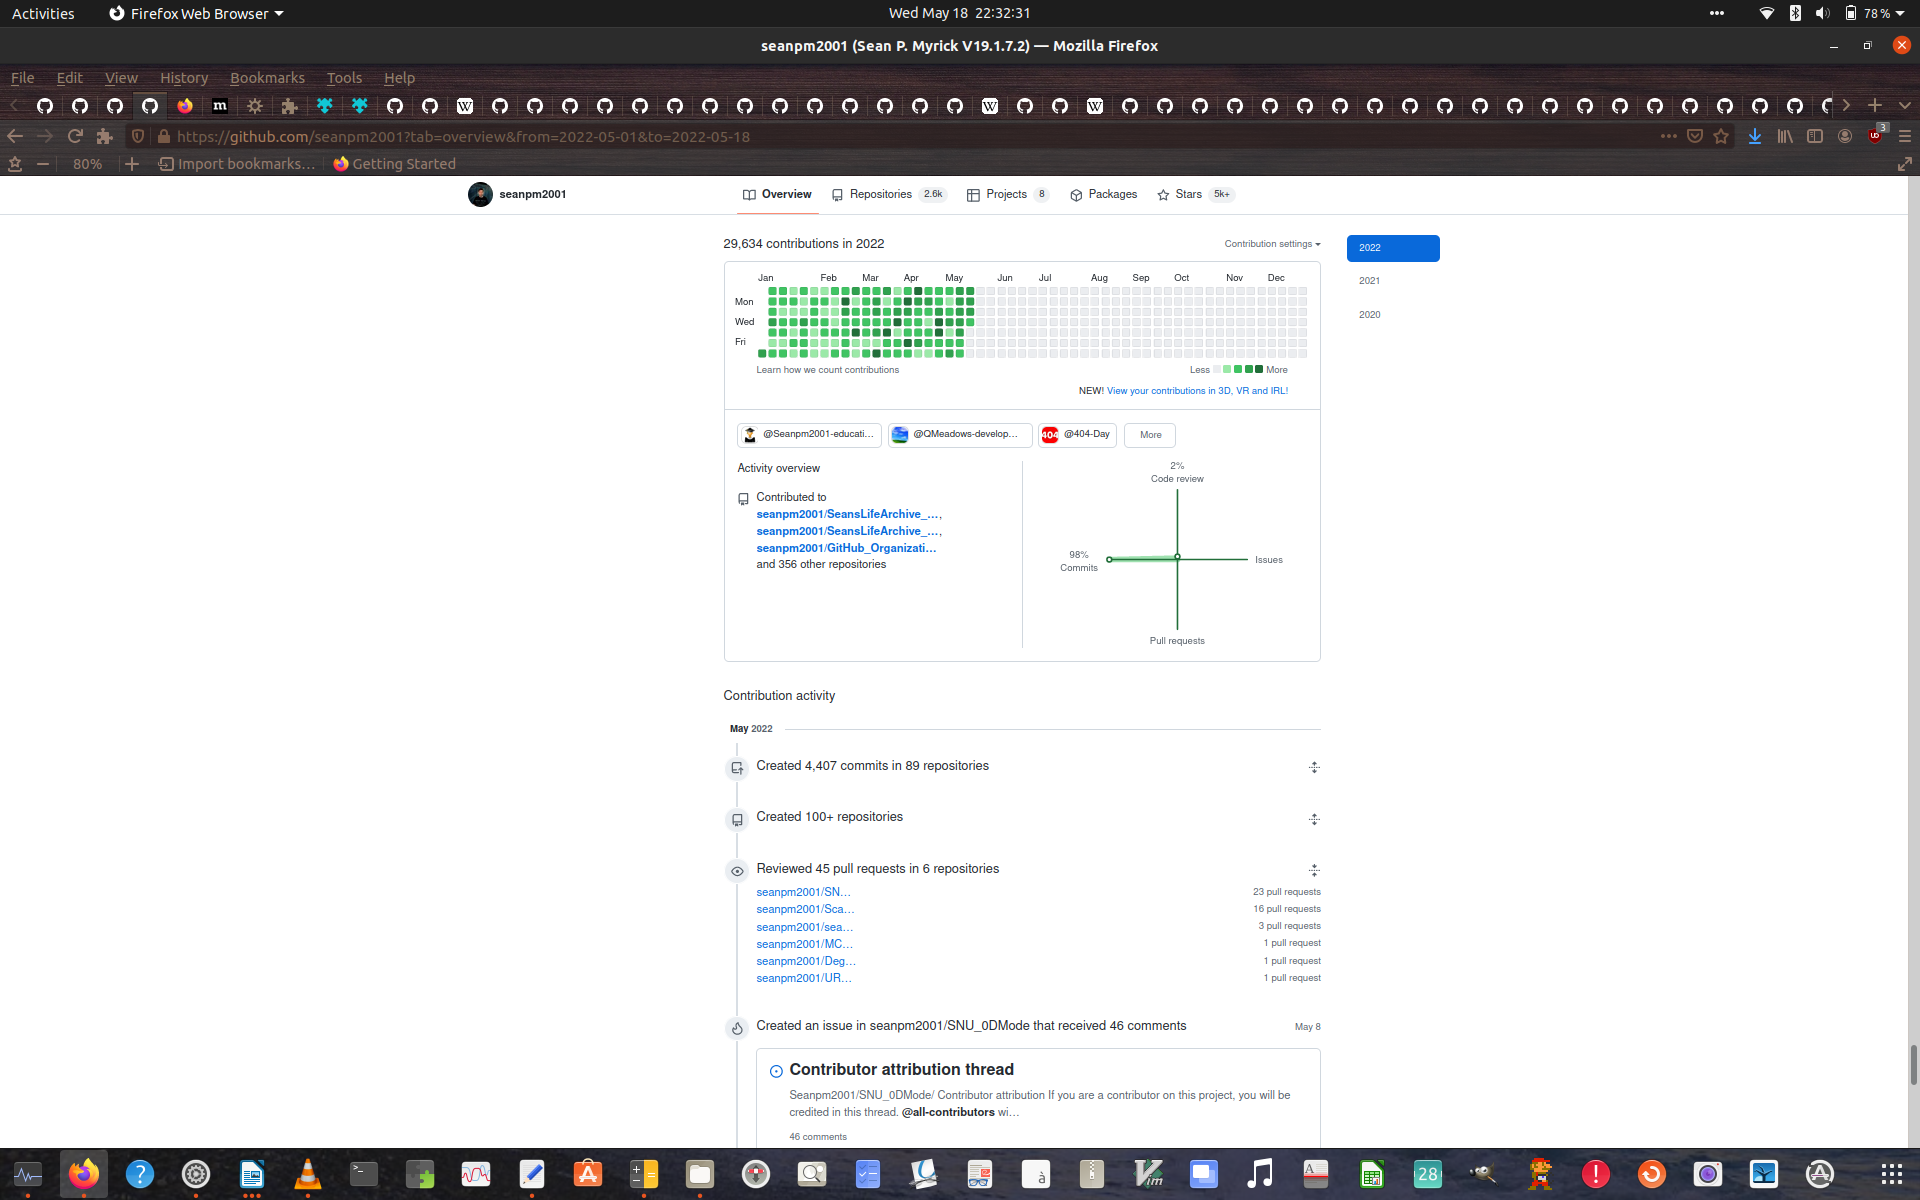 Activities Firefox Web Browser Wed May 18 22:32:31 78 %
seanpm2001 (Sean P. Myrick V19.1.7.2) — Mozilla Firefox
File Edit View History Bookmarks Tools Help
https://github.com/seanpm2001?tab=overview&from=2022-05-01&to=2022-05-18
3
80% Import bookmarks... Getting Started
seanpm2001 Overview Repositories 2.6k Projects 8 Packages Stars 5k+
29,634 contributions in 2022 Contribution settings 2022
Jan Feb Mar Apr May Jun Jul Aug Sep Oct Nov Dec
2021
Mon
Wed
2020
Fri
Learn how we count contributions Less More
NEW! View your contributions in 3D, VR and IRL!
@Seanpm2001-educati... @QMeadows-develop... 404 @404-Day More
Activity overview
2%
Code review
Contributed to
seanpm2001/SeansLifeArchive_...,
seanpm2001/SeansLifeArchive_...,
seanpm2001/GitHub_Organizati...
and 356 other repositories
98%
Commits
Issues
Pull requests
Contribution activity
May 2022
Created 4,407 commits in 89 repositories
Created 100+ repositories
Reviewed 45 pull requests in 6 repositories
seanpm2001/SN... 23 pull requests
seanpm2001/Sca... 16 pull requests
seanpm2001/sea... 3 pull requests
seanpm2001/MC... 1 pull request
seanpm2001/Deg... 1 pull request
seanpm2001/UR... 1 pull request
Created an issue in seanpm2001/SNU_0DMode that received 46 comments May 8
Contributor attribution thread
Seanpm2001/SNU_0DMode/ Contributor attribution If you are a contributor on this project, you will be
credited in this thread. @all-contributors wi...
46 comments
28